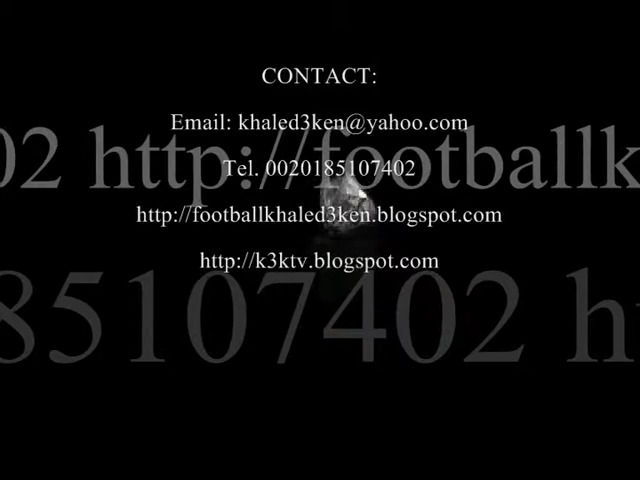 CONTACT:
Email: khaled3ken@yahoo.com
02 http://footballk
Tel. 0020185107402
http://footballkhaled3ken.blogspot.com
http://k3ktv.blogspot.com
85107402 h